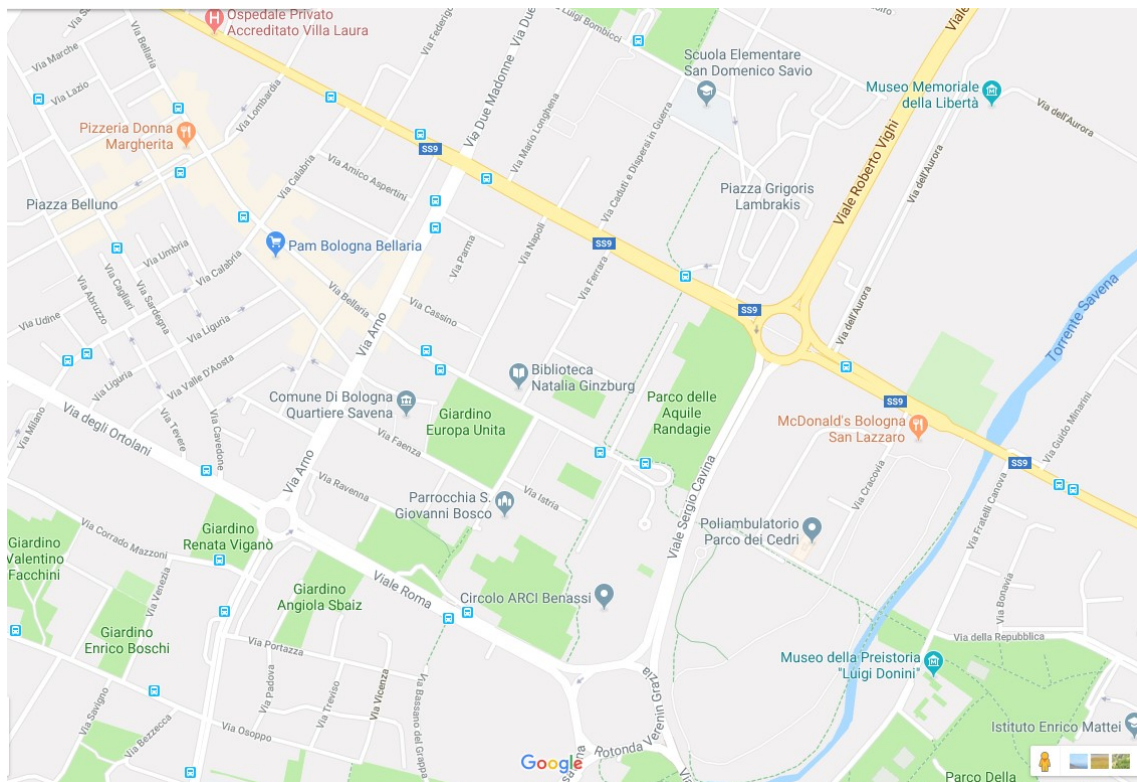 Ospedale Privato
Accreditato Villa Laura
Via Marche
Via Bellaria
Via Federigo
Via Due Madonne
Via Due
Luigi Bombicci
Scuola Elementare
San Domenico Savio
Viale
Museo Memoriale
della Libertà
Via dell'Aurora
Via Lazio
Via Lombardia
Pizzeria Donna
Margherita
SS9
Via Mario Longhena
Via Caduti e Dispersi in Guerra
Viale Roberto Vighi
Via dell'Aurora
Piazza Belluno
Via Calabria
Via Amico Aspertini
Piazza Grigoris
Lambrakis
Via Umbria
Pam Bologna Bellaria
Via Parma
Via Napoli
SS9
Via Ferrara
Via Abruzzo
Via Cagliari
Via Sardegna
Via Calabria
Via Bellaria
Via Udine
Via Liguria
Via Arno
Via Cassino
SS9
Via dell'Aurora
Torrente Savena
Via Liguria
Via Valle D'Aosta
Biblioteca
Natalia Ginzburg
Comune Di Bologna
Quartiere Savena
Giardino
Europa Unita
Parco delle
Aquile
Randagie
SS9
McDonald's Bologna
San Lazzaro
Via Guido Minarini
Via Milano
Via degli Ortolani
Via Tevere
Via Cavedone
Via Arno
Via Faenza
Via Ravenna
Via Istria
SS9
Via Cracovia
Via Fratelli Canova
Parrocchia S.
Giovanni Bosco
Viale Sergio Cavina
Poliambulatorio
Parco dei Cedri
Giardino
Valentino
Facchini
Via Corrado Mazzoni
Giardino
Renata Viganò
Via Venezia
Giardino
Angiola Sbaiz
Viale Roma
Circolo ARCI Benassi
Via Bonavia
Giardino
Enrico Boschi
Via Portazza
Via della Repubblica
Museo della Preistoria
"Luigi Donini"
Via Savigno
Via Bezzecca
Via Padova
Via Treviso
Via Vicenza
Via Bassano del Grappa
Via Osoppo
Rotonda Verenin Grazia
Istituto Enrico Mattei
Google
Parco Della